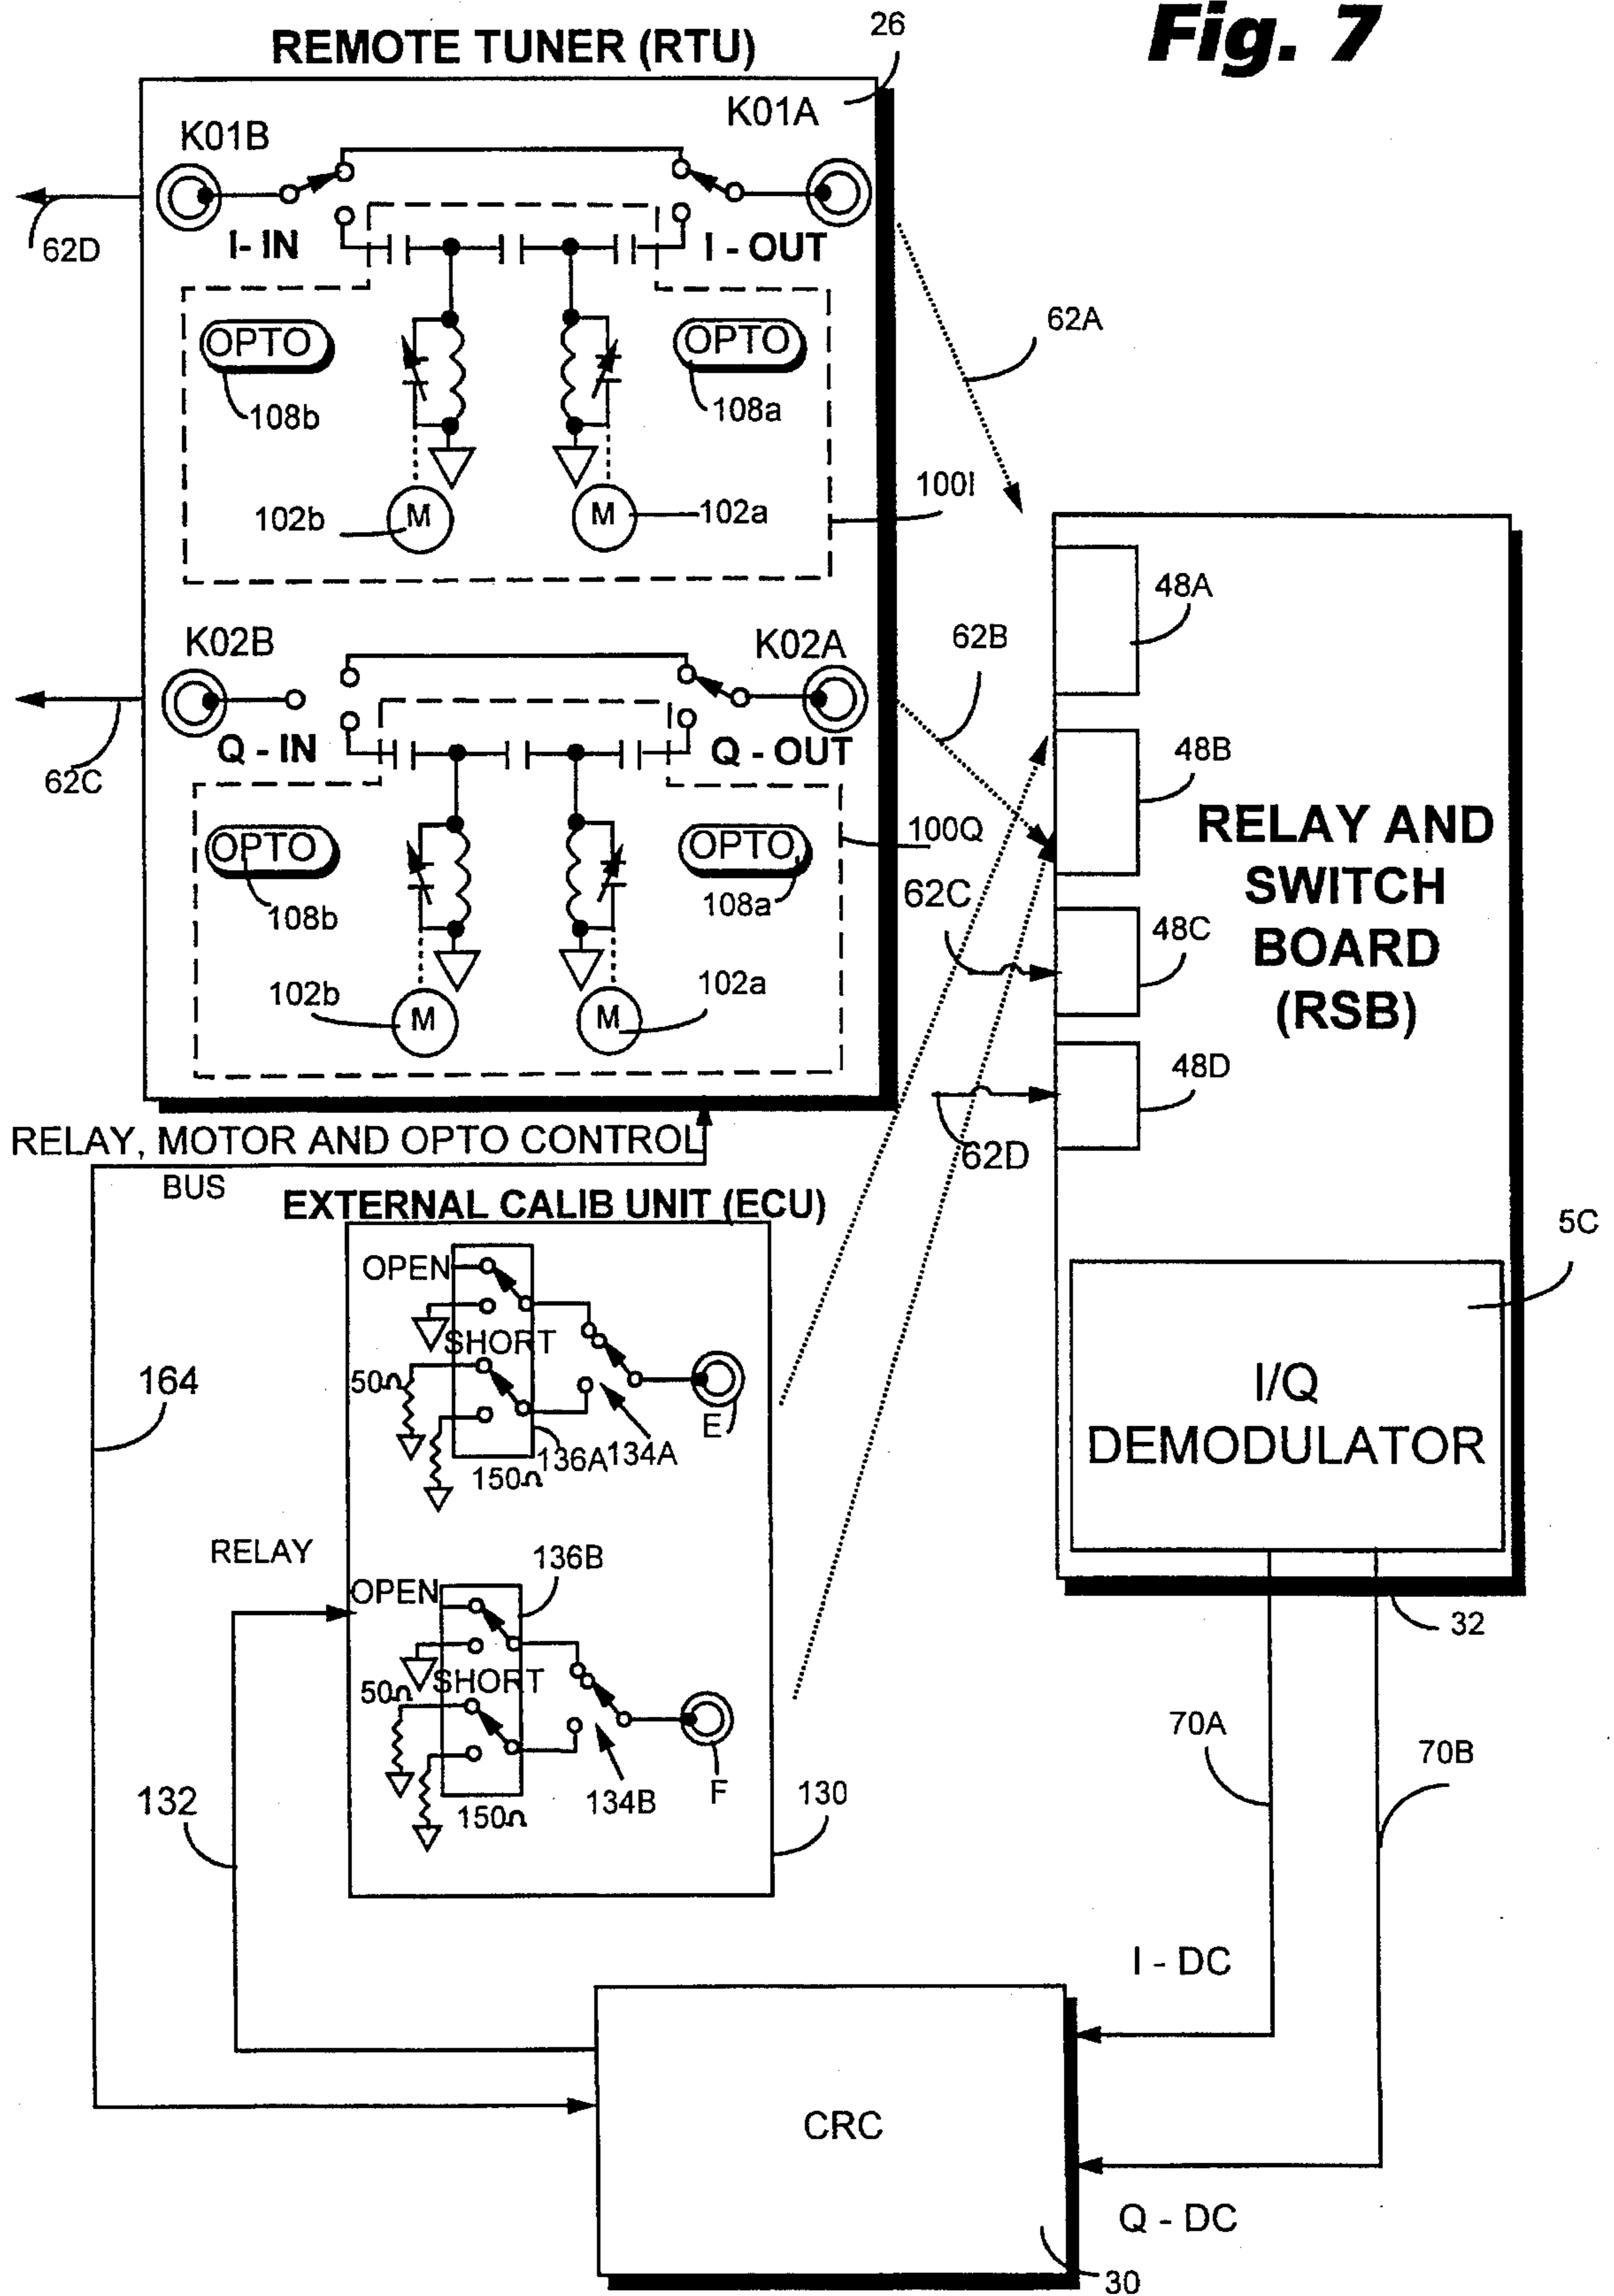 Fig. 7
26
REMOTE TUNER (RTU)
K01B
K01A
62D
I- IN
I - OUT
OPTO
OPTO
108b
108a
62A
102b
M
M
102a
100I
K02B
K02A
62B
48A
62C
Q - IN
Q - OUT
48B
OPTO
OPTO
100Q
108b
108a
62C
RELAY AND
SWITCH
BOARD
(RSB)
48C
102b
M
M
102a
48D
62D
RELAY, MOTOR AND OPTO CONTROL
BUS
EXTERNAL CALIB UNIT (ECU)
5C
OPEN
SHORT
50Ω
E
136A
134A
150Ω
164
I/Q
DEMODULATOR
RELAY
136B
OPEN
SHORT
50Ω
32
134B
F
150Ω
130
132
70A
70B
I - DC
CRC
Q - DC
30